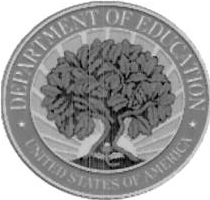 DEPARTMENT OF EDUCATION
UNITED STATES OF AMERICA